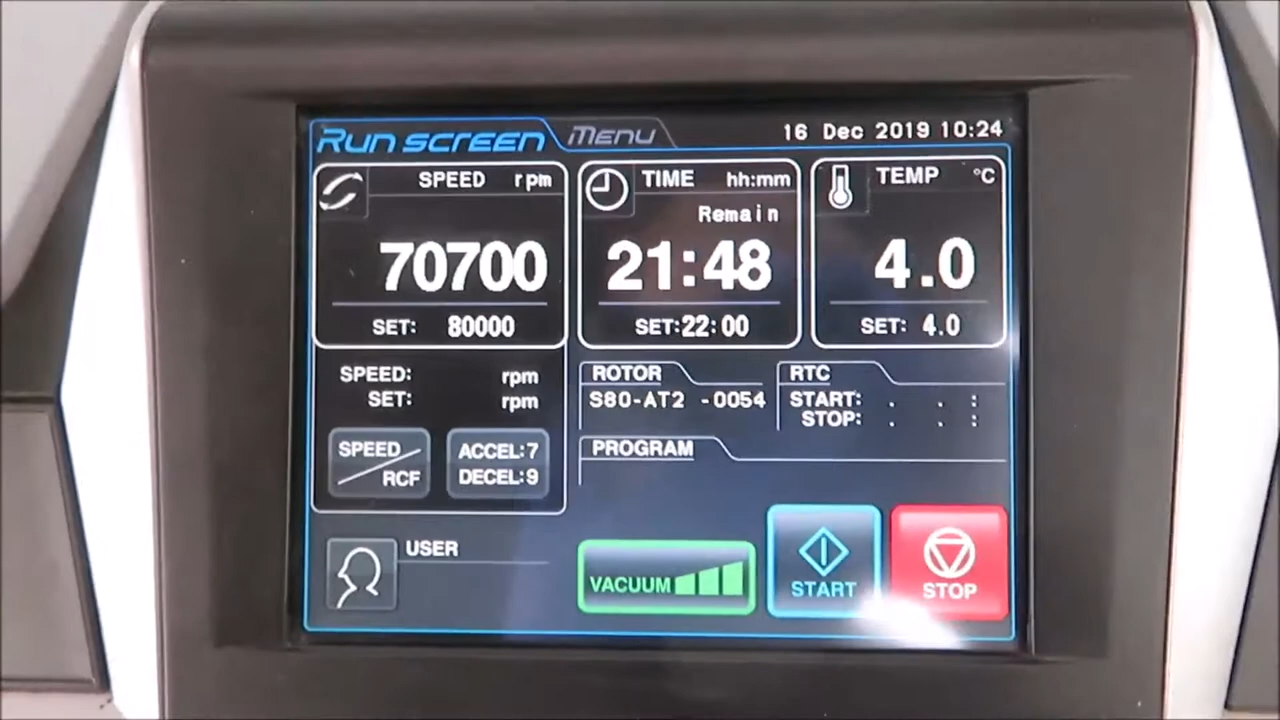 Run screen Menu 16 Dec 2019 10:24
SPEED rpm
70700
SET: 80000
TIME hh:mm
Remain
21:48
SET:22:00
TEMP °C
4.0
SET: 4.0
SPEED: rpm
SET: rpm
SPEED/RCF
ACCEL:7
DECEL:9
ROTOR
S80-AT2 -0054
RTC
START: . . :
STOP: . . :
PROGRAM
USER
VACUUM
START
STOP